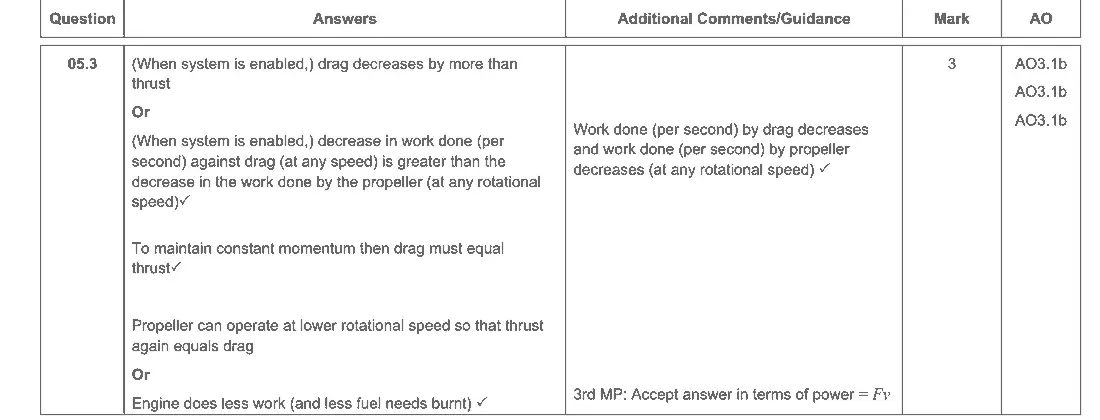 Question Answers Additional Comments/Guidance Mark AO
05.3 (When system is enabled,) drag decreases by more than 3 AO3.1b
thrust
AO3.1b
Or
AO3.1b
(When system is enabled,) decrease in work done (per
second) against drag (at any speed) is greater than the
decrease in the work done by the propeller (at any rotational
speed)✓
Work done (per second) by drag decreases
and work done (per second) by propeller
decreases (at any rotational speed) ✓
To maintain constant momentum then drag must equal
thrust✓
Propeller can operate at lower rotational speed so that thrust
again equals drag
Or
Engine does less work (and less fuel needs burnt) ✓
3rd MP: Accept answer in terms of power = Fv